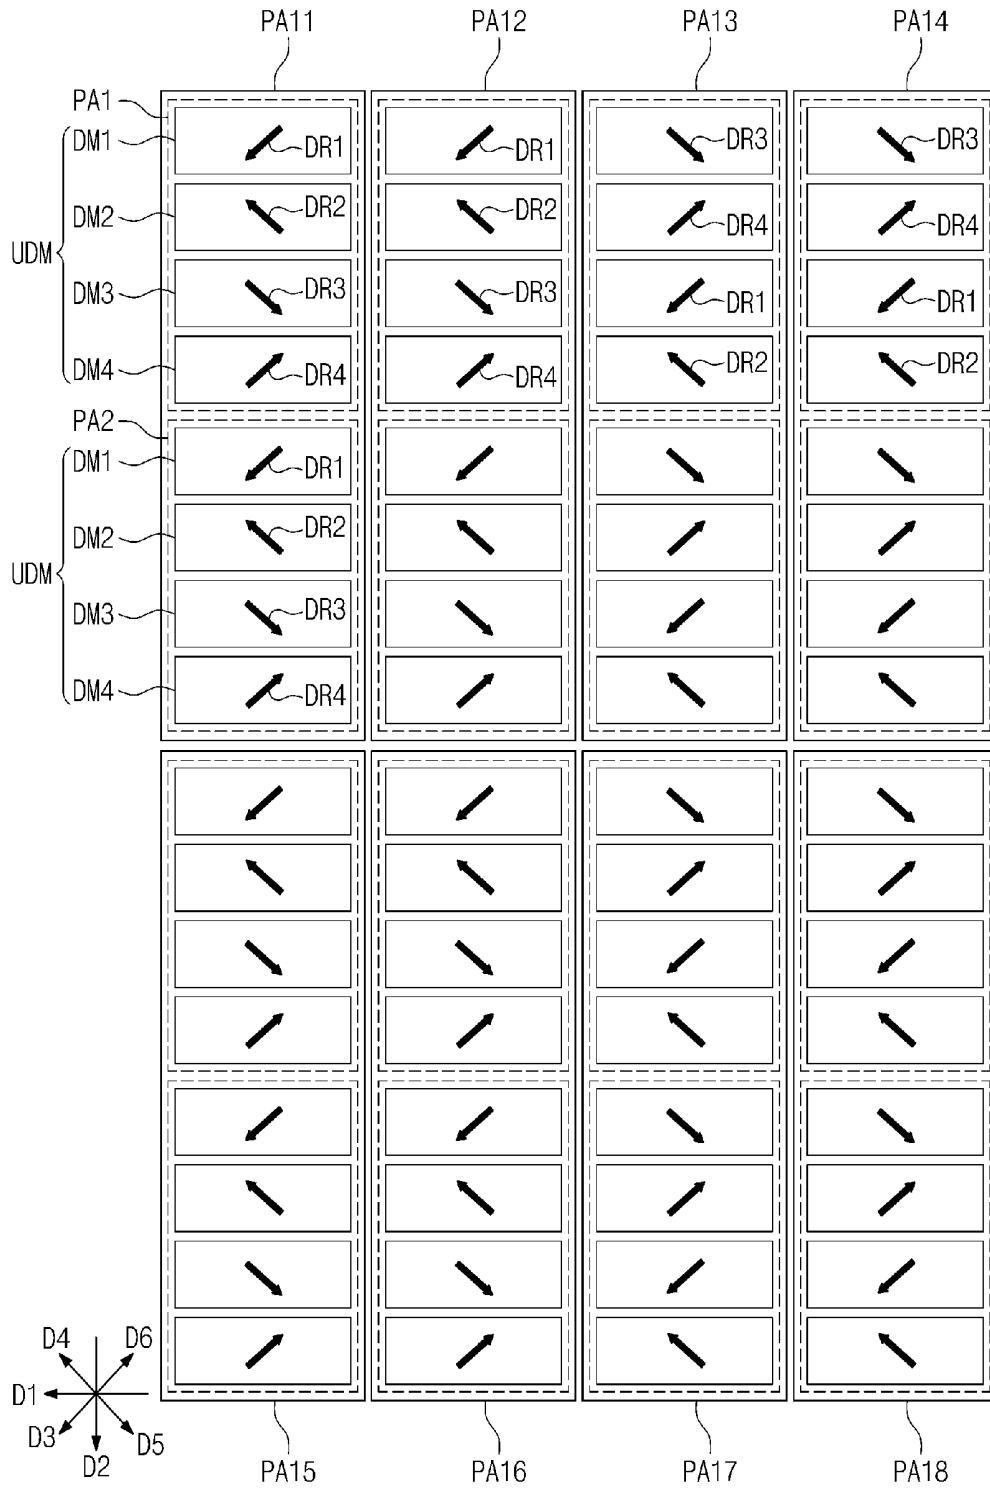 PA11 PA12 PA13 PA14
PA1
DM1 DR1 DR1 DR3 DR3
DM2 DR2 DR2 DR4 DR4
UDM
DM3 DR3 DR3 DR1 DR1
DM4 DR4 DR4 DR2 DR2
PA2
DM1 DR1
DM2 DR2
UDM
DM3 DR3
DM4 DR4
D4 D6
D1
D3 D5
D2
PA15 PA16 PA17 PA18